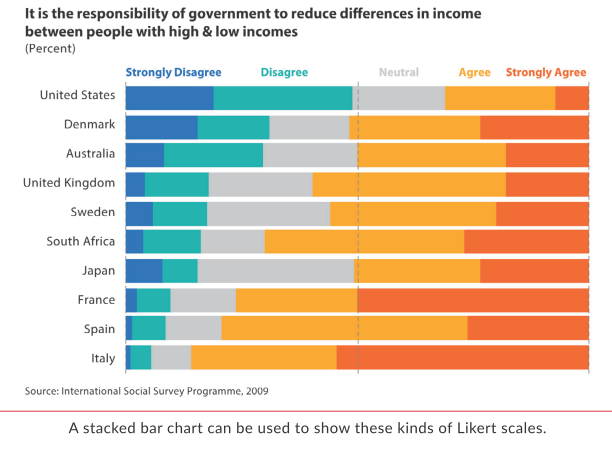 It is the responsibility of government to reduce differences in income
between people with high & low incomes
(Percent)
Strongly Disagree Disagree Neutral Agree Strongly Agree
United States
Denmark
Australia
United Kingdom
Sweden
South Africa
Japan
France
Spain
Italy
Source: International Social Survey Programme, 2009
A stacked bar chart can be used to show these kinds of Likert scales.